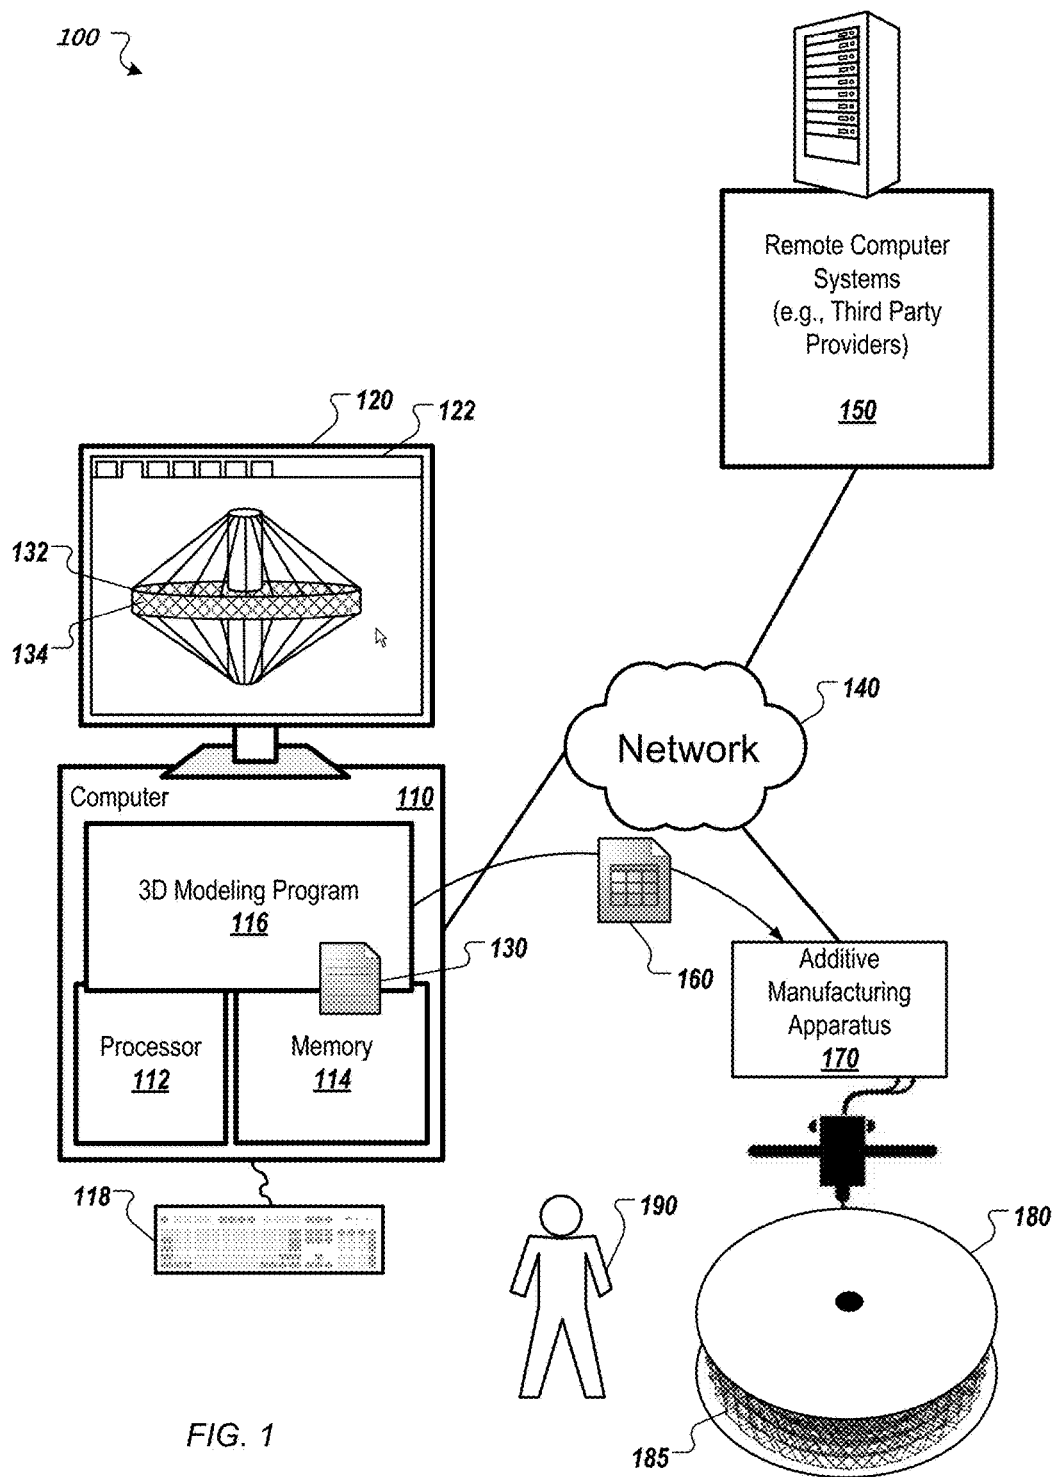 100
Remote Computer
Systems
(e.g., Third Party
Providers)
150
120
122
132
134
140
Network
Computer
110
3D Modeling Program
116
130
160
Processor
112
Memory
114
Additive
Manufacturing
Apparatus
170
118
190
180
185
FIG. 1